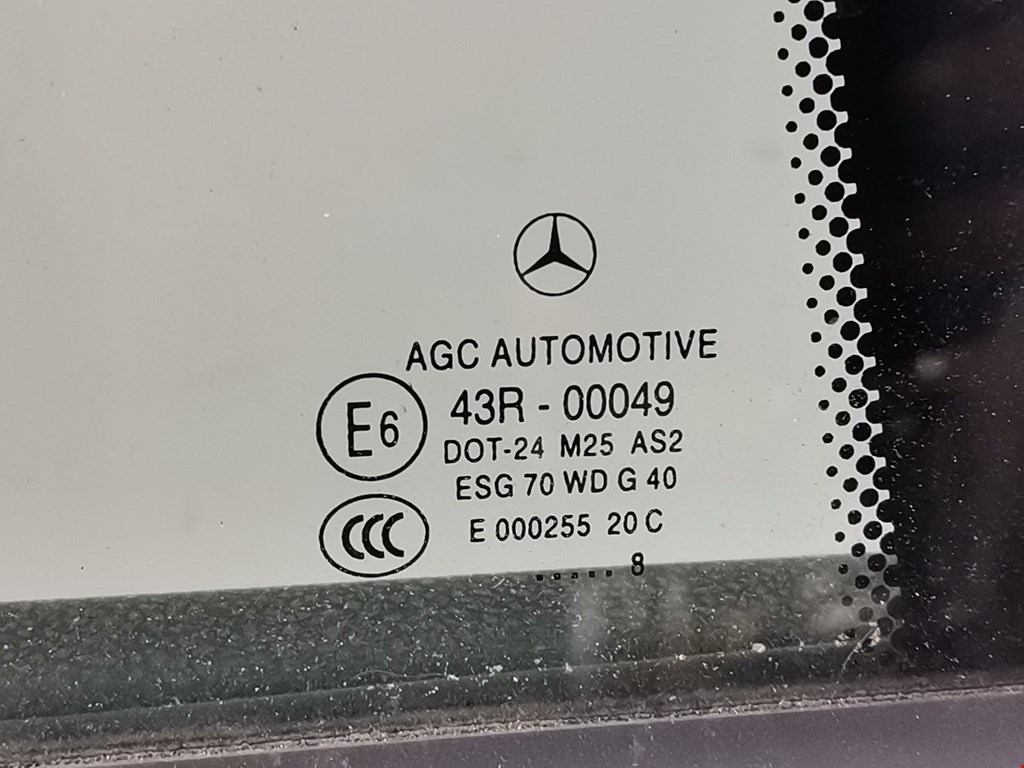 AGC AUTOMOTIVE
E6 43R - 00049
DOT-24 M25 AS2
ESG 70 WD G 40
CCC E 000255 20 C
..... 8